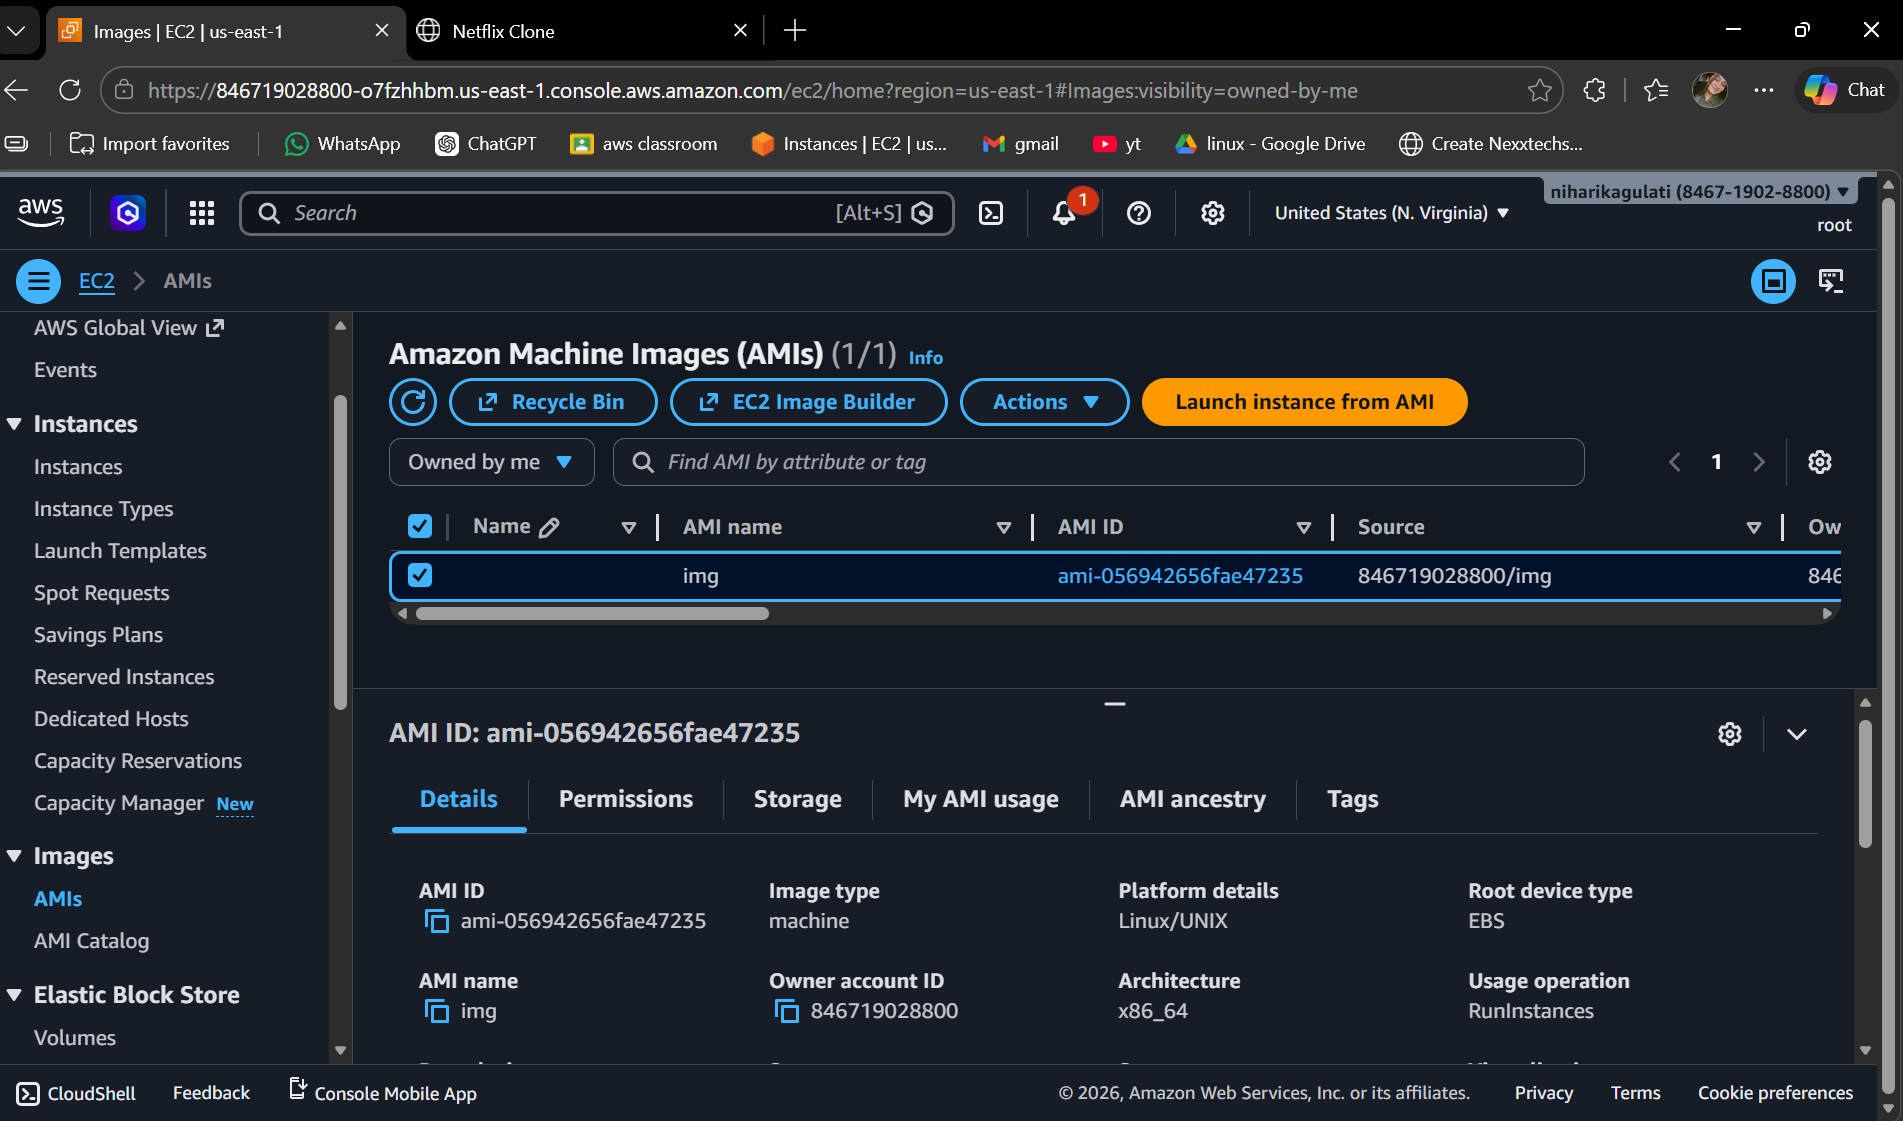 Images | EC2 | us-east-1
Netflix Clone
https://846719028800-o7fzhhbm.us-east-1.console.aws.amazon.com/ec2/home?region=us-east-1#Images:visibility=owned-by-me
Chat
Import favorites
WhatsApp
ChatGPT
aws classroom
Instances | EC2 | us...
gmail
yt
linux - Google Drive
Create Nexxtechs...
aws
Search
[Alt+S]
1
United States (N. Virginia)
niharikagulati (8467-1902-8800)
root
EC2
AMIs
AWS Global View
Events
Instances
Instances
Instance Types
Launch Templates
Spot Requests
Savings Plans
Reserved Instances
Dedicated Hosts
Capacity Reservations
Capacity Manager New
Images
AMIs
AMI Catalog
Elastic Block Store
Volumes
Amazon Machine Images (AMIs) (1/1) Info
Recycle Bin
EC2 Image Builder
Actions
Launch instance from AMI
Owned by me
Find AMI by attribute or tag
1
Name
AMI name
AMI ID
Source
Ow
img
ami-056942656fae47235
846719028800/img
846
AMI ID: ami-056942656fae47235
Details
Permissions
Storage
My AMI usage
AMI ancestry
Tags
AMI ID
ami-056942656fae47235
Image type
machine
Platform details
Linux/UNIX
Root device type
EBS
AMI name
img
Owner account ID
846719028800
Architecture
x86_64
Usage operation
RunInstances
CloudShell
Feedback
Console Mobile App
© 2026, Amazon Web Services, Inc. or its affiliates.
Privacy
Terms
Cookie preferences